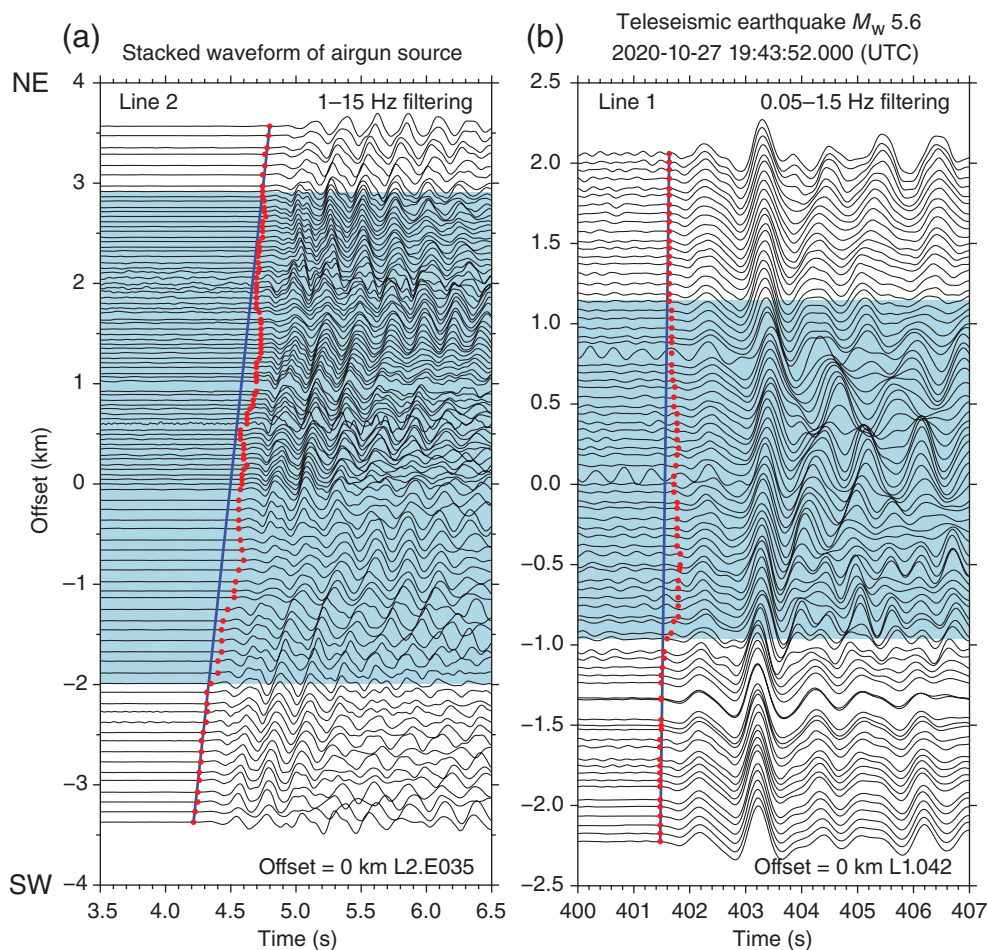 (a)
Stacked waveform of airgun source
NE
Line 2
1–15 Hz filtering
4
3
2
1
0
−1
−2
−3
−4
Offset (km)
SW
Offset = 0 km L2.E035
3.5 4.0 4.5 5.0 5.5 6.0 6.5
Time (s)
(b)
Teleseismic earthquake Mw 5.6
2020-10-27 19:43:52.000 (UTC)
Line 1
0.05–1.5 Hz filtering
2.5
2.0
1.5
1.0
0.5
0.0
−0.5
−1.0
−1.5
−2.0
−2.5
Offset = 0 km L1.042
400 401 402 403 404 405 406 407
Time (s)